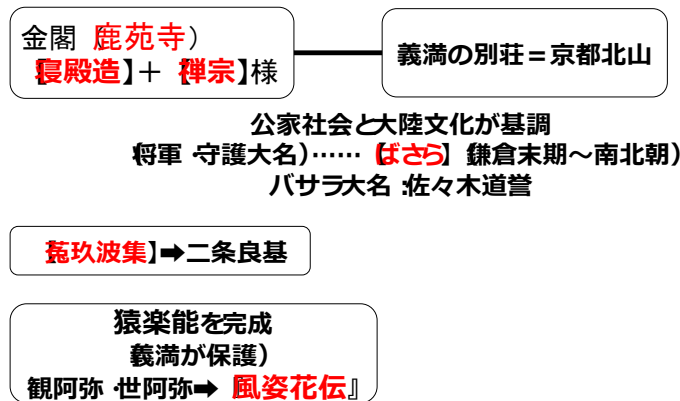 金閣（鹿苑寺）
【寝殿造】＋【禅宗】様
義満の別荘＝京都北山
公家社会と大陸文化が基調
（将軍・守護大名）……【ばさら】（鎌倉末期～南北朝）
バサラ大名：佐々木道誉
【菟玖波集】➡二条良基
猿楽能を完成
（義満が保護）
観阿弥・世阿弥➡『風姿花伝』